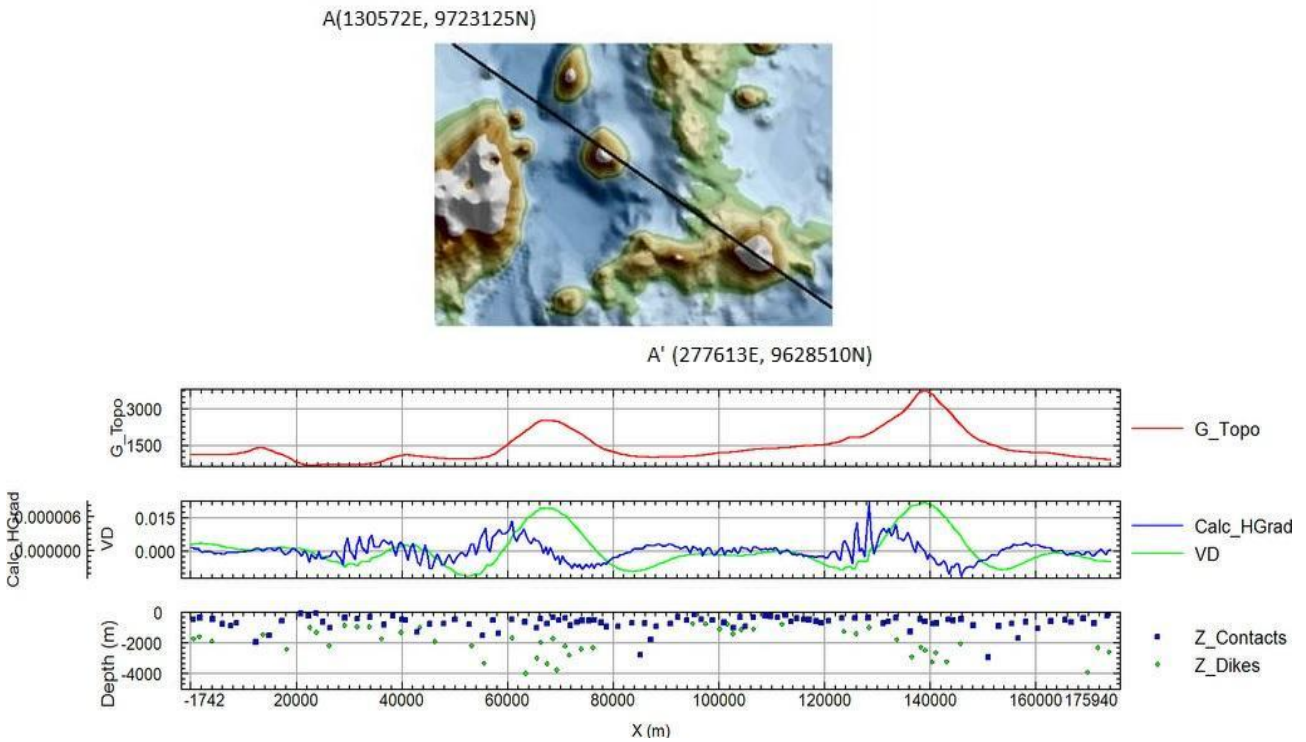 A(130572E, 9723125N)
A' (277613E, 9628510N)
G_Topo
3000
1500
G_Topo
Calc_HGrad
0.000006
0.000000
VD
0.015
0.000
Calc_HGrad
VD
Depth (m)
0
-2000
-4000
Z_Contacts
Z_Dikes
-1742 20000 40000 60000 80000 100000 120000 140000 160000 175940
X (m)